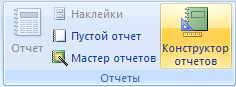 Отчет
Наклейки
Пустой отчет
Мастер отчетов
Конструктор
отчетов
Отчеты